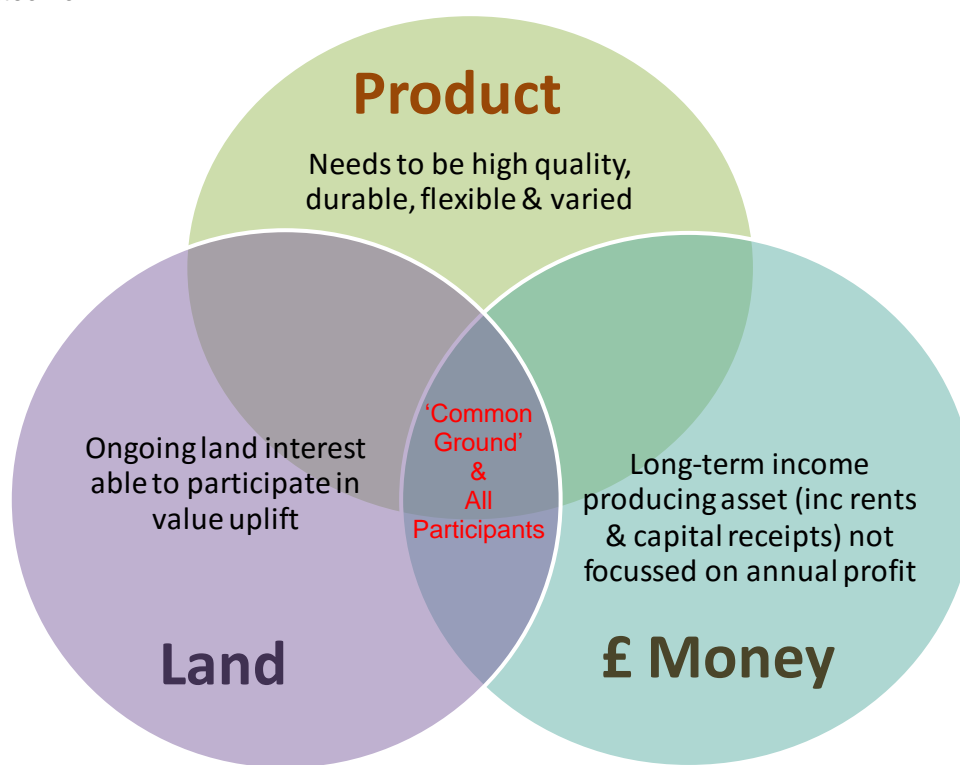 Product
Needs to be high quality,
durable, flexible & varied
‘Common
Ground’
&
All
Participants
Ongoing land interest
able to participate in
value uplift
Long-term income
producing asset (inc rents
& capital receipts) not
focussed on annual profit
Land
£ Money